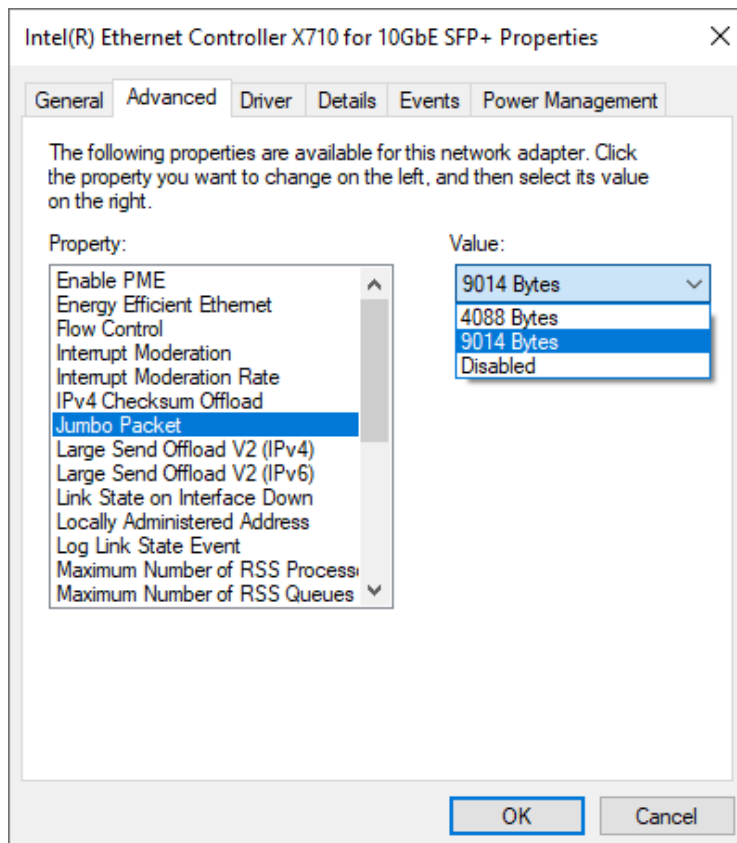 Intel(R) Ethernet Controller X710 for 10GbE SFP+ Properties
General Advanced Driver Details Events Power Management
The following properties are available for this network adapter. Click
the property you want to change on the left, and then select its value
on the right.
Property:
Enable PME
Energy Efficient Ethernet
Flow Control
Interrupt Moderation
Interrupt Moderation Rate
IPv4 Checksum Offload
Jumbo Packet
Large Send Offload V2 (IPv4)
Large Send Offload V2 (IPv6)
Link State on Interface Down
Locally Administered Address
Log Link State Event
Maximum Number of RSS Process
Maximum Number of RSS Queues
Value:
9014 Bytes
4088 Bytes
9014 Bytes
Disabled
OK Cancel